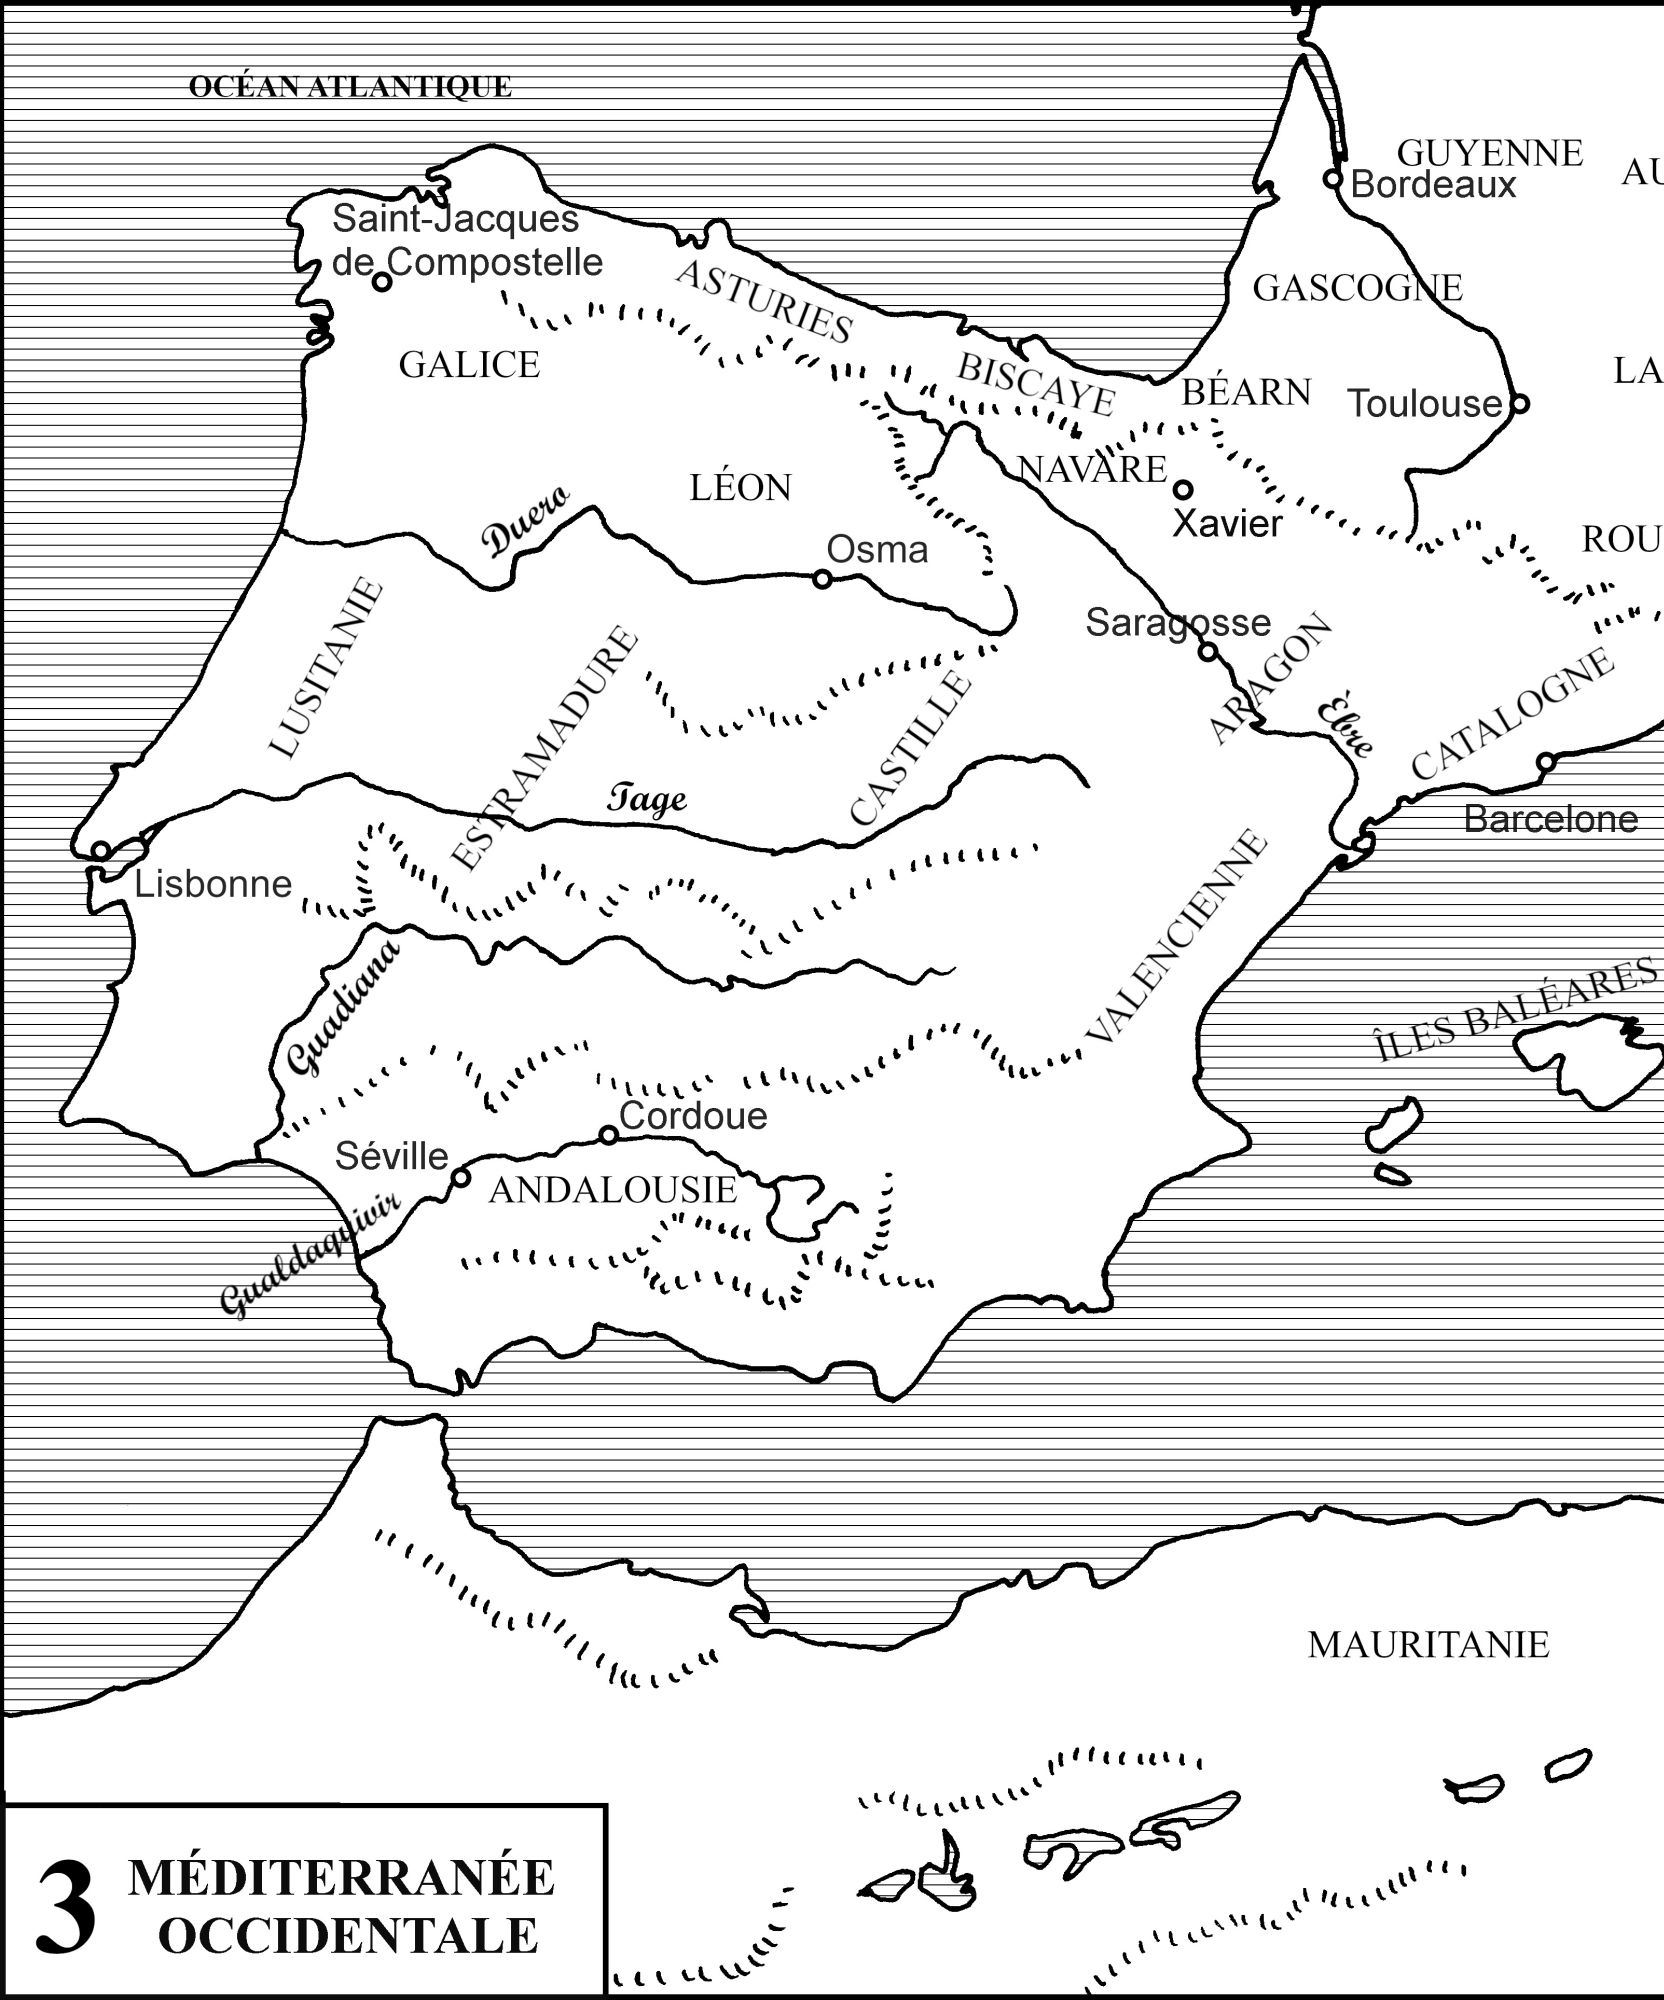 OCÉAN ATLANTIQUE
GUYENNE
AU
Bordeaux
Saint-Jacques
de Compostelle
ASTURIES
GASCOGNE
GALICE
BISCAYE
BÉARN
LA
Toulouse
NAVARE
LÉON
Duero
Xavier
ROU
Osma
LUSITANIE
Saragosse
ESTRAMADURE
ARAGON
CASTILLE
Èbre
CATALOGNE
Tage
Barcelone
Lisbonne
VALENCIENNE
Guadiana
ÎLES BALÉARES
Cordoue
Séville
ANDALOUSIE
Gualdaquivir
MAURITANIE
3 MÉDITERRANÉE
OCCIDENTALE